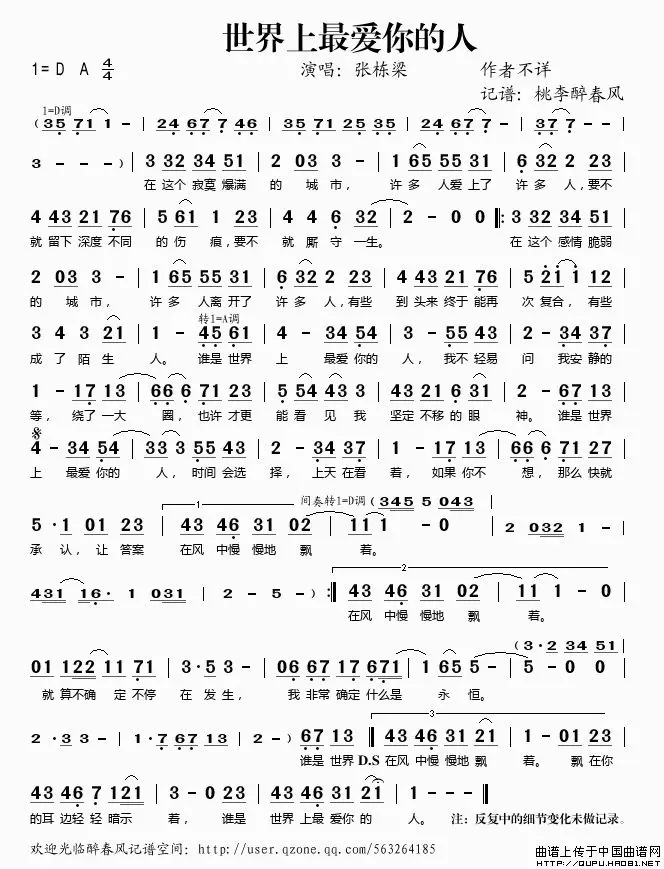 世界上最爱你的人
1=D A 4/4 演唱：张栋梁 作者不详
记谱：桃李醉春风
1=D调
(35 71 1 - | 24 67 7 46 | 35 71 25 35 | 24 67 7 - | 37 7 - - |
3 - - - ) | 3 32 34 51 | 2 03 3 - | 1 65 55 31 | 6 32 2 23 |
在这个 寂寞 爆满 的 城市， 许 多 人爱 上了 许 多 人，要不
4 43 21 76 | 5 61 1 23 | 4 4 6 32 | 2 - 0 0 ‖: 3 32 34 51 |
就 留下 深度 不同 的 伤 痕，要不 就 厮 守 一生。 在 这个 感情 脆弱
2 03 3 - | 1 65 55 31 | 6 32 2 23 | 4 43 21 76 | 5 21 1 12 |
的 城 市， 许 多 人离 开了 许 多 人，有些 到 头来 终于 能再 次 复合，有些
转1=A调
3 4 3 21 | 1 - 45 61 | 4 - 34 54 | 3 - 55 43 | 2 - 34 37 |
成 了 陌 生 人。 谁是 世界 上 最爱 你的 人， 我不 轻易 问 我安 静的
1 - 17 13 | 66 6 71 23 | 5 54 43 3 | 43 21 6 31 | 2 - 67 13 |
等， 绕了 一大 圈，也许 才更 能 看 见 我 坚定 不移 的 眼 神。 谁是 世界
4 - 34 54 | 33 3 55 43 | 2 - 34 37 | 1 - 17 13 | 66 6 71 27 |
上 最爱 你的 人， 时间 会选 择， 上天 在看 着， 如果 你不 想，那么 快就
间奏转1=D调 (345 5 043 |
1
5 · 1 01 23 | 43 46 31 02 | 11 1 - 0 | 2 032 1 - |
承 认，让 答案 在风 中慢 慢地 飘 着。
2
431 16 · 1 031 | 2 - 5 - ) :‖ 43 46 31 02 | 11 1 - 0 |
在风 中慢 慢地 飘 着。
(3 · 2 34 51 |
01 122 11 71 | 3 · 5 3 - | 06 67 17 671 | 1 65 5 - | 5 - 0 0 |
就 算不确 定 不停 在 发 生， 我 非常 确定 什么是 永 恒。
3
2 · 3 3 - | 1 · 7 67 13 | 2 - ) 67 13 ‖ 43 46 31 21 | 1 - 01 23 |
谁是 世界 D.S 在风 中慢 慢地 飘 着。 飘 在你
43 46 67 121 | 3 - 0 23 | 43 46 31 21 | 1 - - - |
的耳 边轻 轻 暗示 着， 谁是 世界 上最 爱你 的 人。 注：反复中的细节变化未做记录。
欢迎光临醉春风记谱空间：http://user.qzone.qq.com/563264185
曲谱上传于中国曲谱网
http://QUPU.HAO81.NET